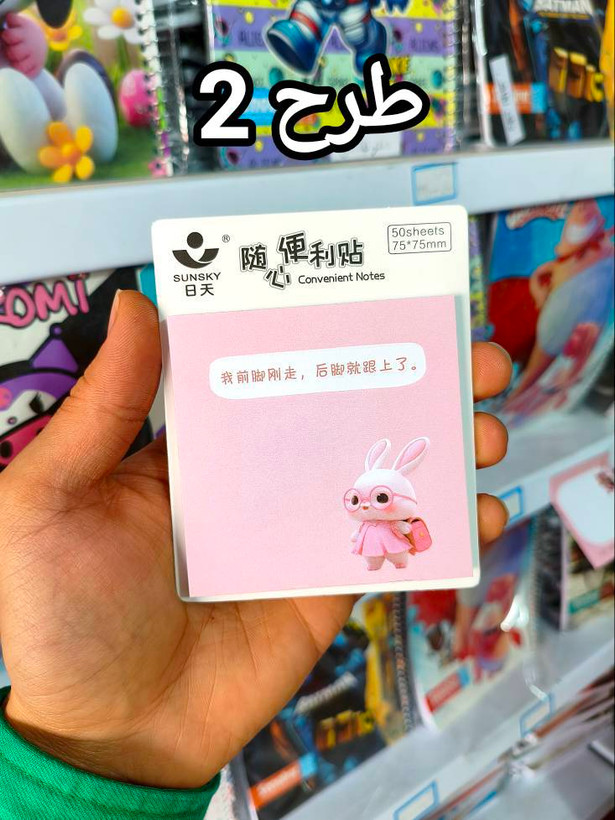 طرح 2
BATMAN
SUNSKY®
日天
随心便利贴
Convenient Notes
50sheets
75*75mm
我前脚刚走，后脚就跟上了。